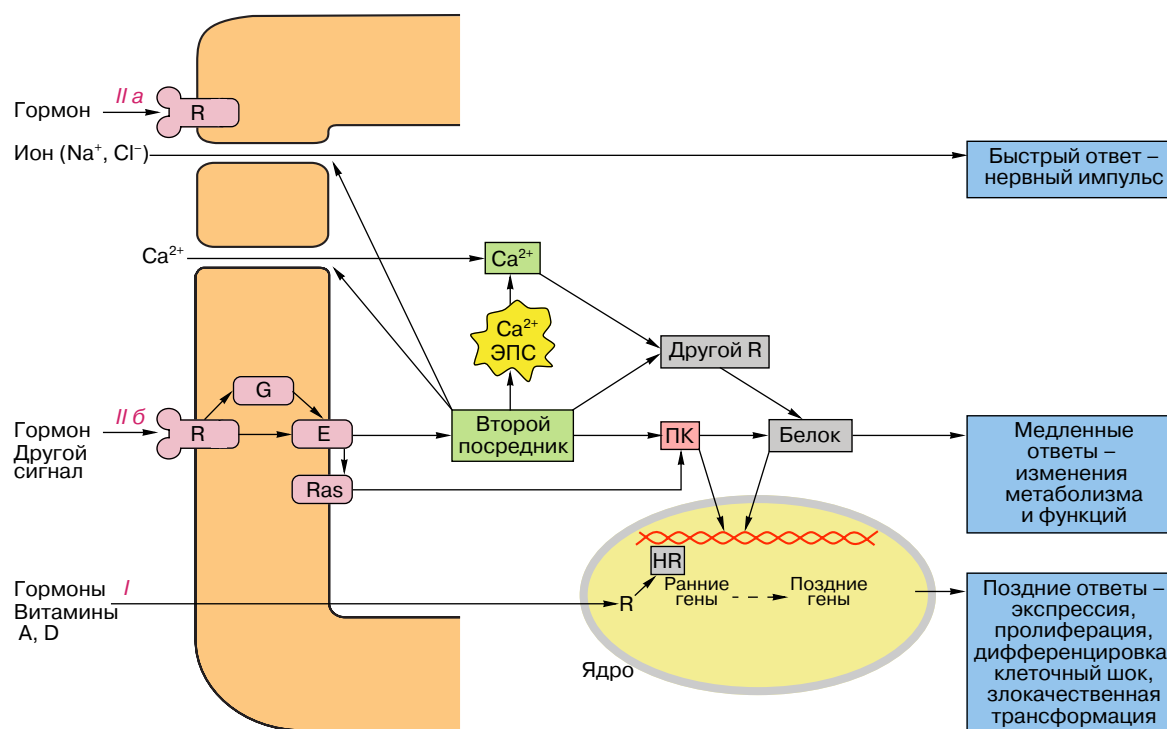 Гормон
II а
R
Ион (Na⁺, Cl⁻)
Быстрый ответ –
нервный импульс
Ca²⁺
Ca²⁺
Ca²⁺
ЭПС
Другой R
G
II б
Гормон
Другой
сигнал
R
E
Второй
посредник
ПК
Белок
Медленные
ответы –
изменения
метаболизма
и функций
Ras
HR
Гормоны
Витамины
A, D
I
R
Ранние
гены
Поздние
гены
Ядро
Поздние ответы –
экспрессия,
пролиферация,
дифференцировка,
клеточный шок,
злокачественная
трансформация